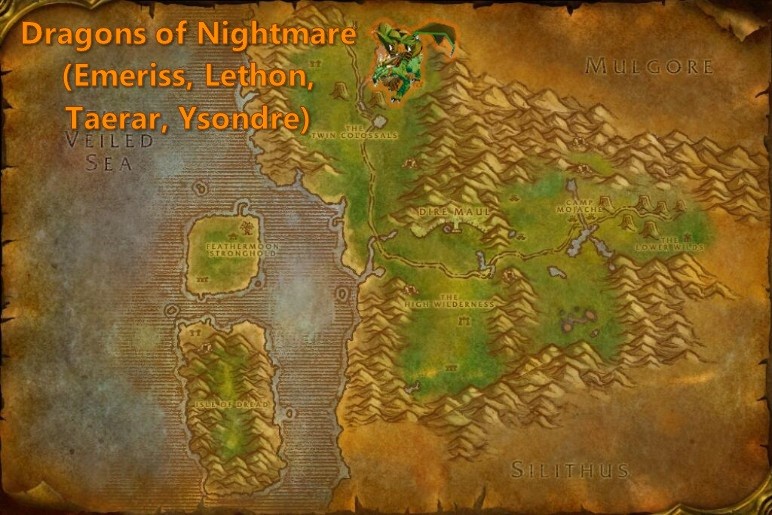 Dragons of Nightmare
(Emeriss, Lethon,
Taerar, Ysondre)
MULGORE
VEILED
SEA
THE
TWIN COLOSSALS
DIRE MAUL
CAMP
MOJACHE
THE
LOWER WILDS
FEATHERMOON
STRONGHOLD
THE
HIGH WILDERNESS
ISLE OF DREAD
SILITHUS